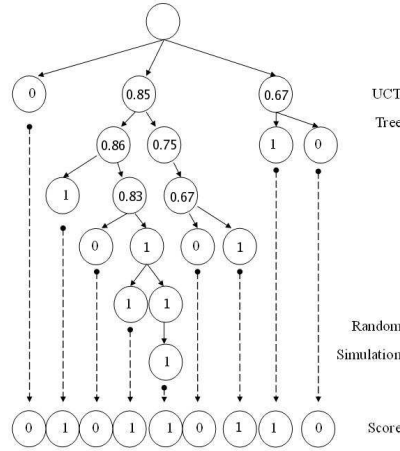 0 0.85 0.67 UCT
Tree
0.86 0.75 1 0
1 0.83 0.67
0 1 0 1
1 1
Random
1 Simulation
0 1 0 1 1 0 1 1 0 Score